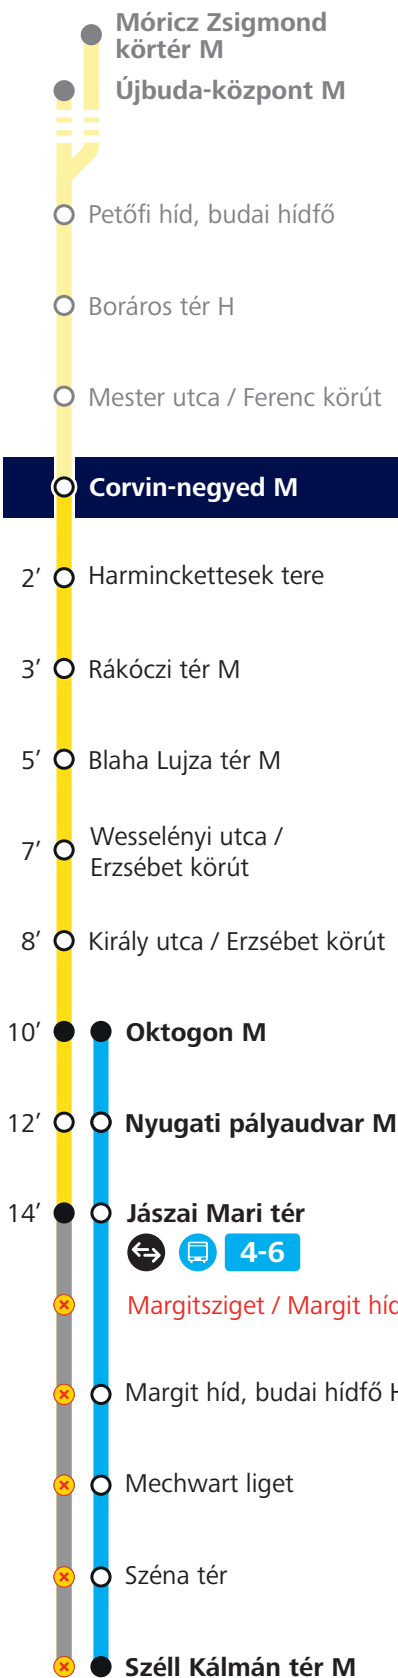 Móricz Zsigmond
körtér M
Újbuda-központ M
Petőfi híd, budai hídfő
Boráros tér H
Mester utca / Ferenc körút
Corvin-negyed M
2’ Harminckettesek tere
3’ Rákóczi tér M
5’ Blaha Lujza tér M
7’ Wesselényi utca /
Erzsébet körút
8’ Király utca / Erzsébet körút
10’ Oktogon M
12’ Nyugati pályaudvar M
14’ Jászai Mari tér
4-6
Margitsziget / Margit híd
Margit híd, budai hídfő H
Mechwart liget
Széna tér
Széll Kálmán tér M